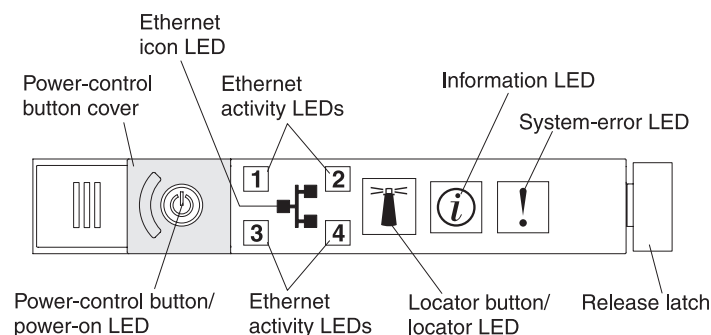 Ethernet
icon LED
Power-control
button cover
Ethernet
activity LEDs
Information LED
System-error LED
1
2
3
4
i
!
Power-control button/
power-on LED
Ethernet
activity LEDs
Locator button/
locator LED
Release latch